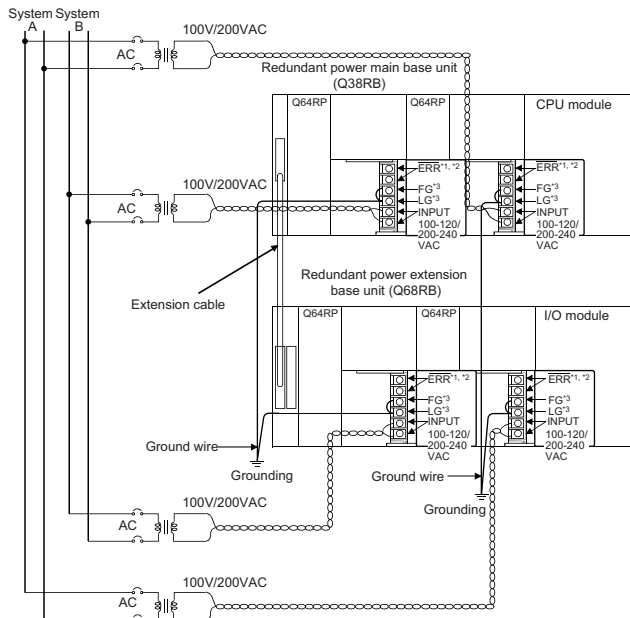 System System
A B
100V/200VAC
AC
Redundant power main base unit
(Q38RB)
Q64RP Q64RP CPU module
ERR*1, *2
FG*3
LG*3
INPUT
100-120/
200-240
VAC
ERR*1, *2
FG*3
LG*3
INPUT
100-120/
200-240
VAC
100V/200VAC
AC
Extension cable
Redundant power extension
base unit (Q68RB)
Q64RP Q64RP I/O module
ERR*1, *2
FG*3
LG*3
INPUT
100-120/
200-240
VAC
ERR*1, *2
FG*3
LG*3
INPUT
100-120/
200-240
VAC
Ground wire
Grounding
Ground wire
Grounding
100V/200VAC
AC
100V/200VAC
AC